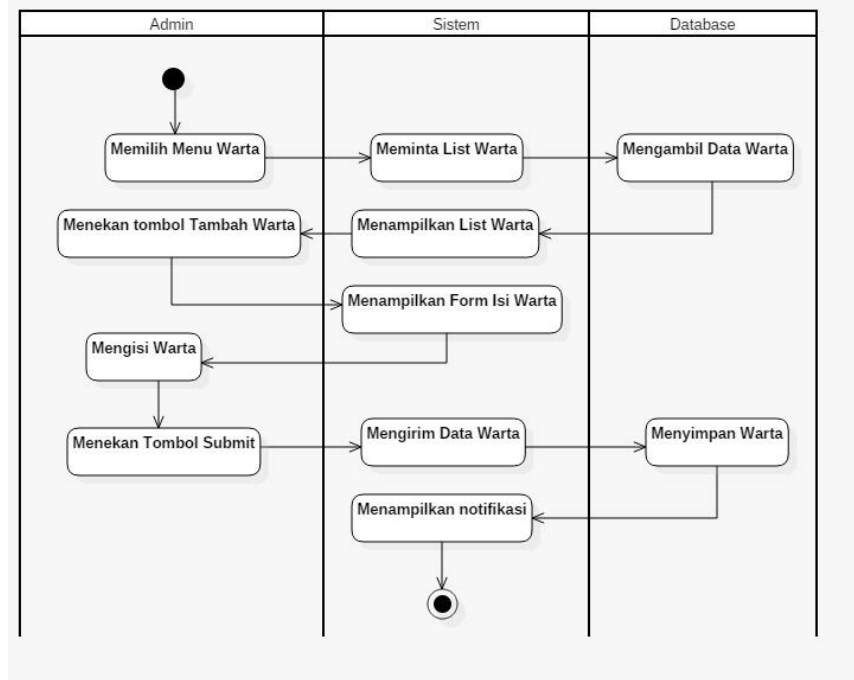 Admin
Sistem
Database
Memilih Menu Warta
Meminta List Warta
Mengambil Data Warta
Menekan tombol Tambah Warta
Menampilkan List Warta
Menampilkan Form Isi Warta
Mengisi Warta
Menekan Tombol Submit
Mengirim Data Warta
Menyimpan Warta
Menampilkan notifikasi